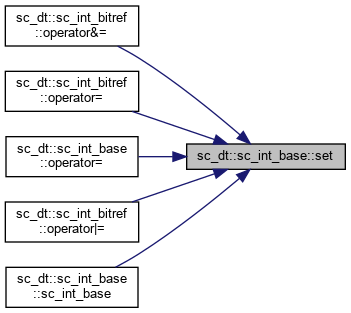 sc_dt::sc_int_bitref
::operator&=
sc_dt::sc_int_bitref
::operator=
sc_dt::sc_int_base
::operator=
sc_dt::sc_int_base::set
sc_dt::sc_int_bitref
::operator|=
sc_dt::sc_int_base
::sc_int_base